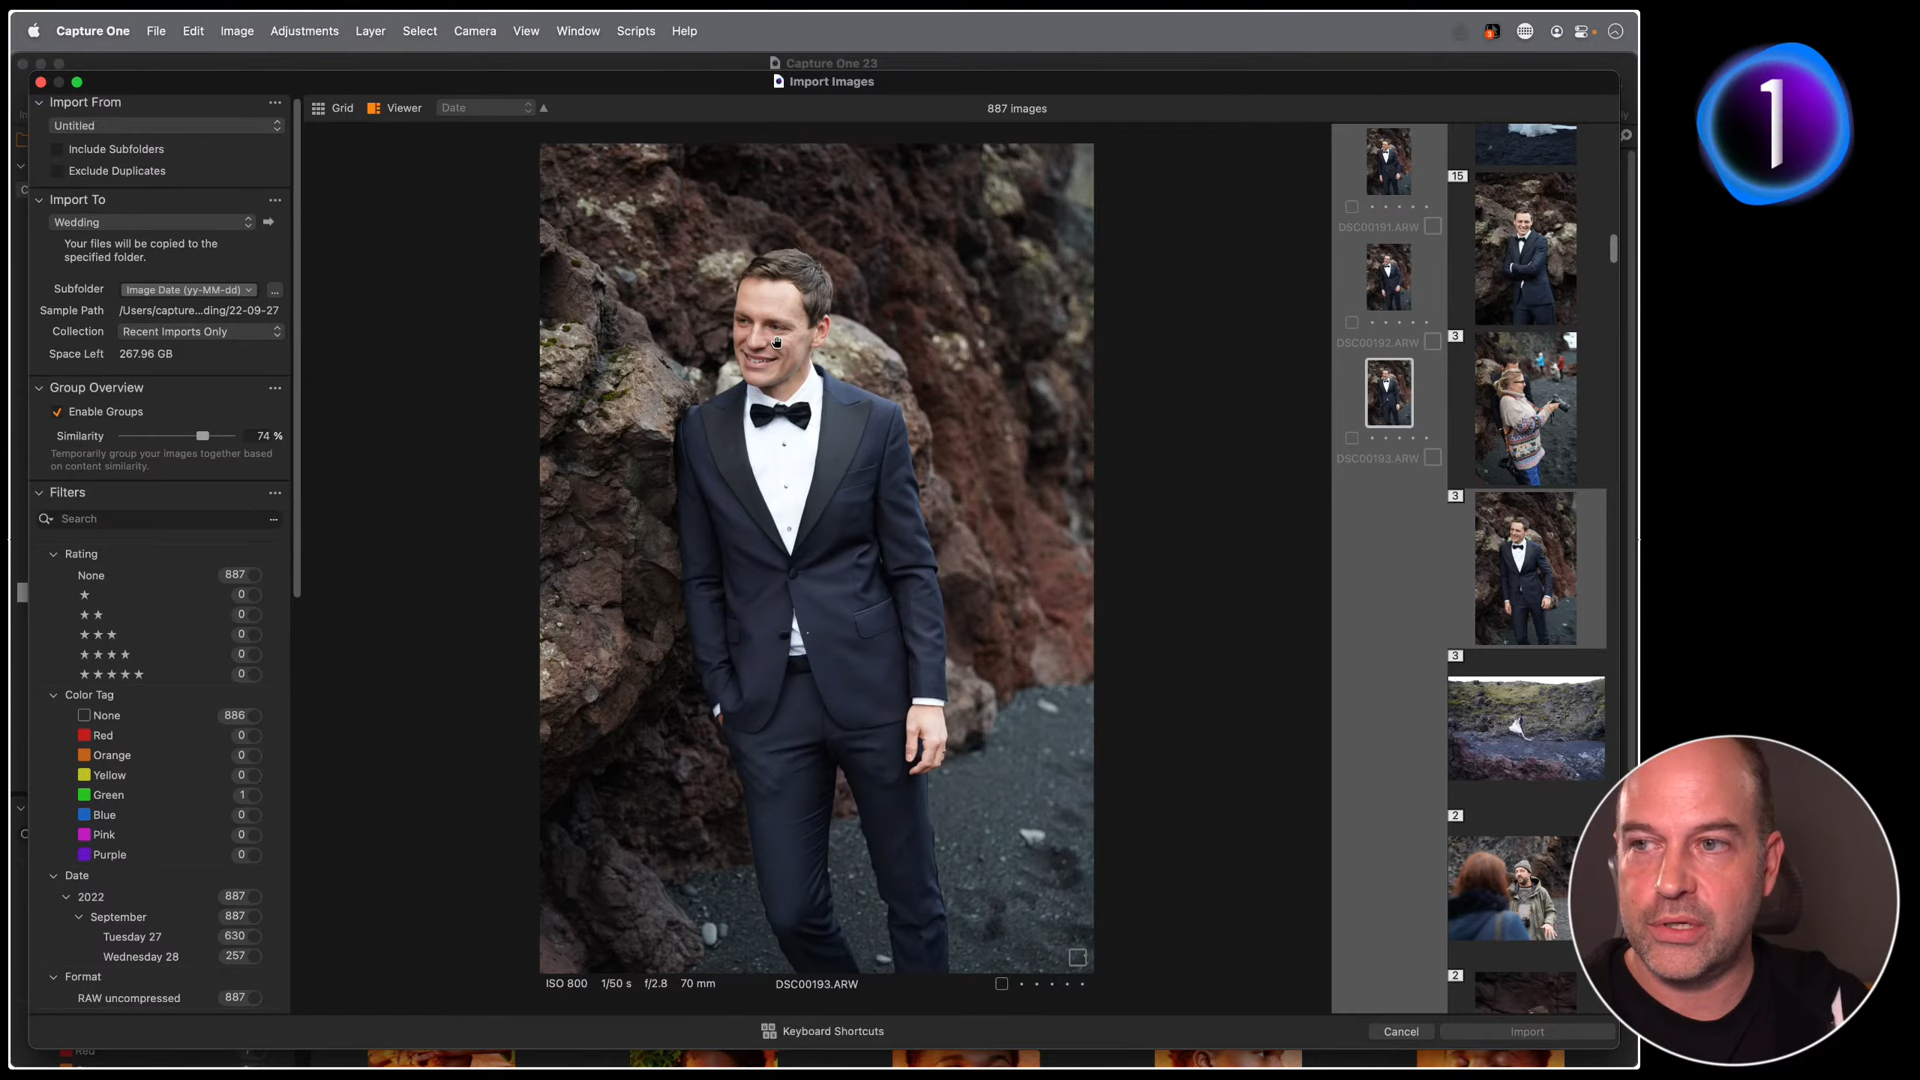 Capture One File Edit Image Adjustments Layer Select Camera View Window Scripts Help
3
Capture One 23
Import Images
Import From
Untitled
Include Subfolders
Exclude Duplicates
Import To
Wedding
Your files will be copied to the
specified folder.
Subfolder Image Date (yy-MM-dd) ...
Sample Path /Users/capture...ding/22-09-27
Collection Recent Imports Only
Space Left 267.96 GB
Group Overview
Enable Groups
Similarity 74 %
Temporarily group your images together based
on content similarity.
Filters
Search
Rating
None 887
★ 0
★★ 0
★★★ 0
★★★★ 0
★★★★★ 0
Color Tag
None 886
Red 0
Orange 0
Yellow 0
Green 1
Blue 0
Pink 0
Purple 0
Date
2022 887
September 887
Tuesday 27 630
Wednesday 28 257
Format
RAW uncompressed 887
Red
Grid Viewer Date 887 images
ISO 800 1/50 s f/2.8 70 mm DSC00193.ARW
Keyboard Shortcuts
DSC00191.ARW
DSC00192.ARW
DSC00193.ARW
15
3
3
3
2
2
Cancel Import
1